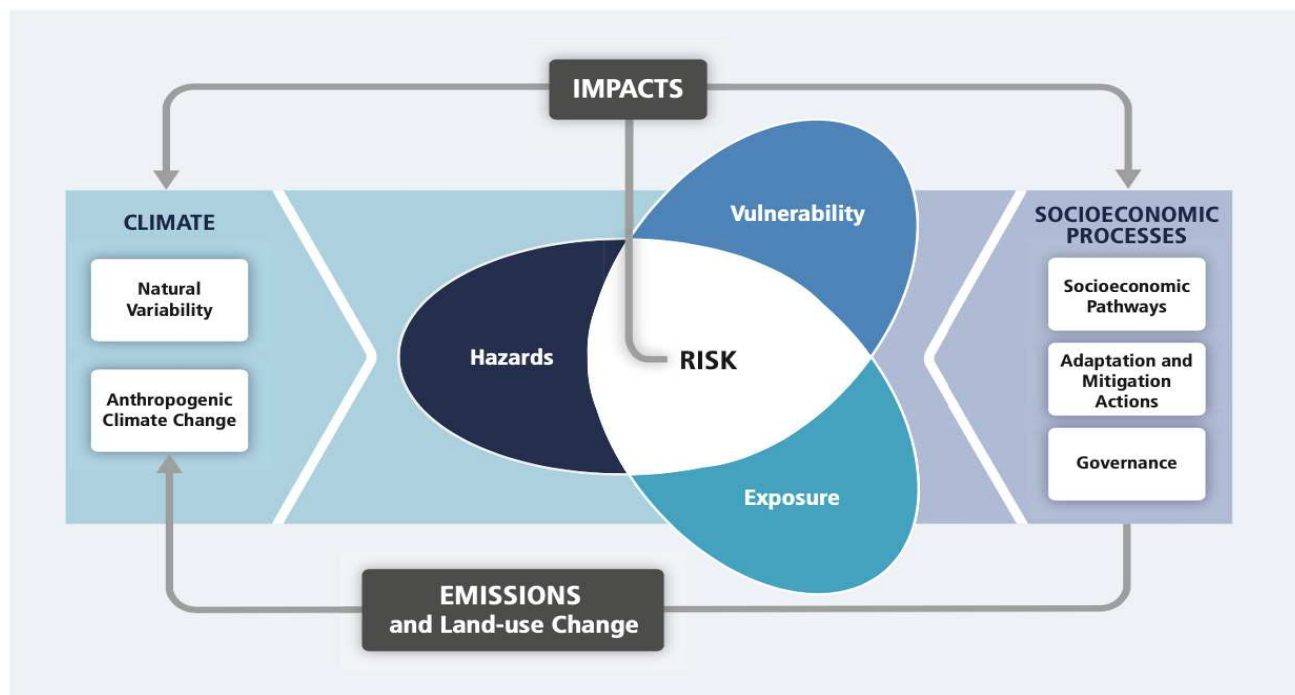 IMPACTS
CLIMATE
Natural
Variability
Anthropogenic
Climate Change
Vulnerability
Hazards
RISK
Exposure
SOCIOECONOMIC
PROCESSES
Socioeconomic
Pathways
Adaptation and
Mitigation
Actions
Governance
EMISSIONS
and Land-use Change